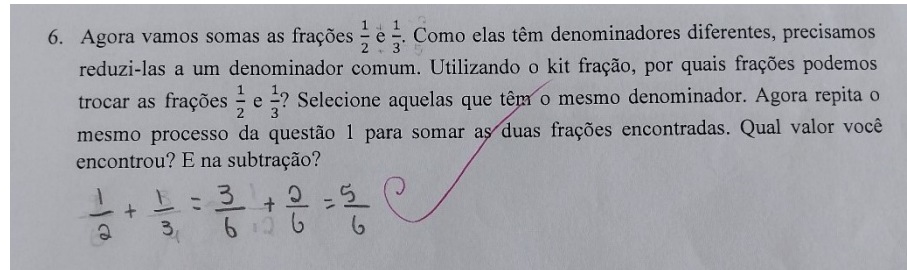 6. Agora vamos somas as frações 1/2 e 1/3. Como elas têm denominadores diferentes, precisamos
reduzi-las a um denominador comum. Utilizando o kit fração, por quais frações podemos
trocar as frações 1/2 e 1/3? Selecione aquelas que têm o mesmo denominador. Agora repita o
mesmo processo da questão 1 para somar as duas frações encontradas. Qual valor você
encontrou? E na subtração?
1/2 + 1/3 = 3/6 + 2/6 = 5/6